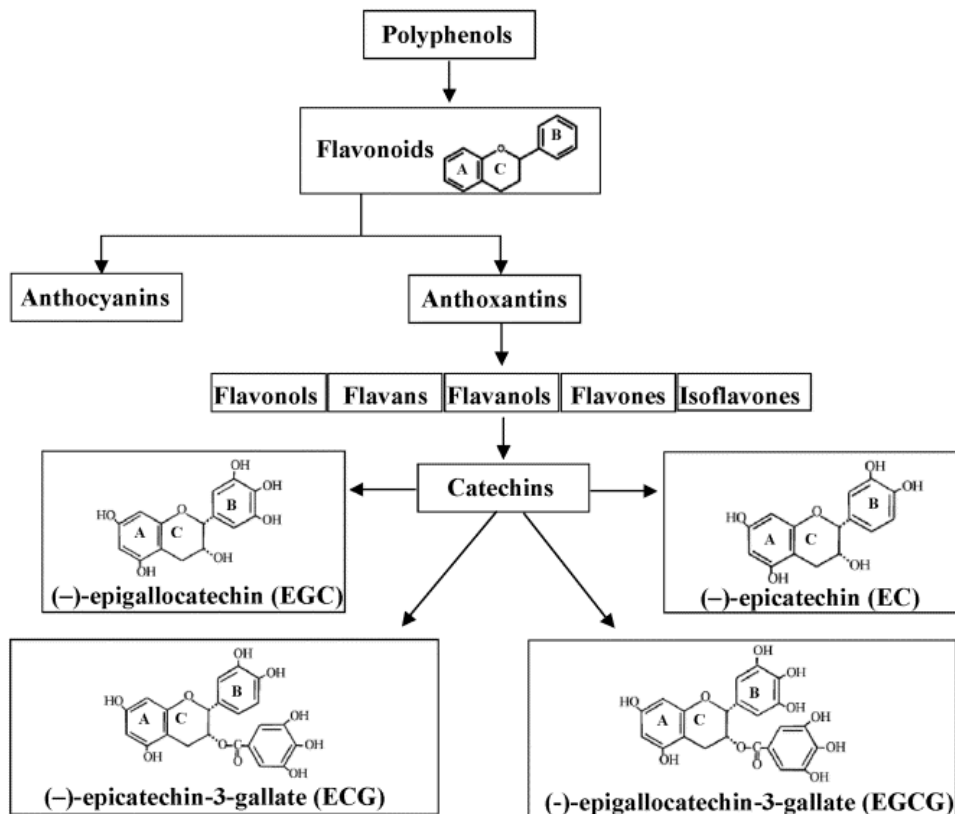 Polyphenols
Flavonoids
B
O
A
C
Anthocyanins
Anthoxantins
Flavonols
Flavans
Flavanols
Flavones
Isoflavones
Catechins
OH
OH
B
OH
HO
O
A
C
OH
OH
(–)-epigallocatechin (EGC)
OH
OH
B
HO
O
A
C
OH
OH
(–)-epicatechin (EC)
OH
OH
B
HO
O
A
C
OH
O-C
OH
O
OH
OH
(–)-epicatechin-3-gallate (ECG)
OH
OH
B
OH
HO
O
A
C
OH
O-C
OH
O
OH
OH
(-)-epigallocatechin-3-gallate (EGCG)